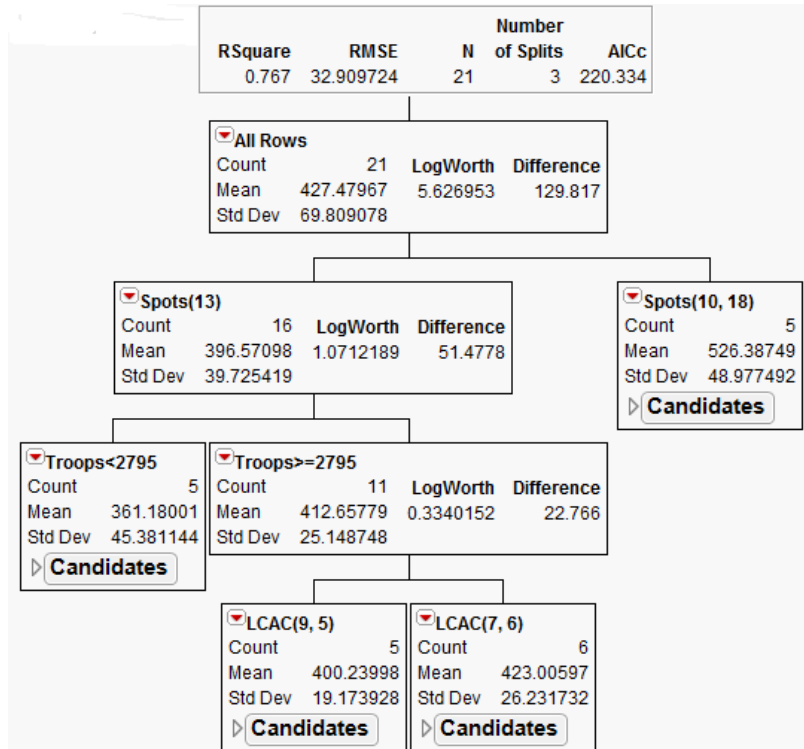 Number
RSquare RMSE N of Splits AICc
0.767 32.909724 21 3 220.334
All Rows
Count 21 LogWorth Difference
Mean 427.47967 5.626953 129.817
Std Dev 69.809078
Spots(13)
Count 16 LogWorth Difference
Mean 396.57098 1.0712189 51.4778
Std Dev 39.725419
Spots(10, 18)
Count 5
Mean 526.38749
Std Dev 48.977492
Candidates
Troops<2795
Count 5
Mean 361.18001
Std Dev 45.381144
Candidates
Troops>=2795
Count 11 LogWorth Difference
Mean 412.65779 0.3340152 22.766
Std Dev 25.148748
LCAC(9, 5)
Count 5
Mean 400.23998
Std Dev 19.173928
Candidates
LCAC(7, 6)
Count 6
Mean 423.00597
Std Dev 26.231732
Candidates